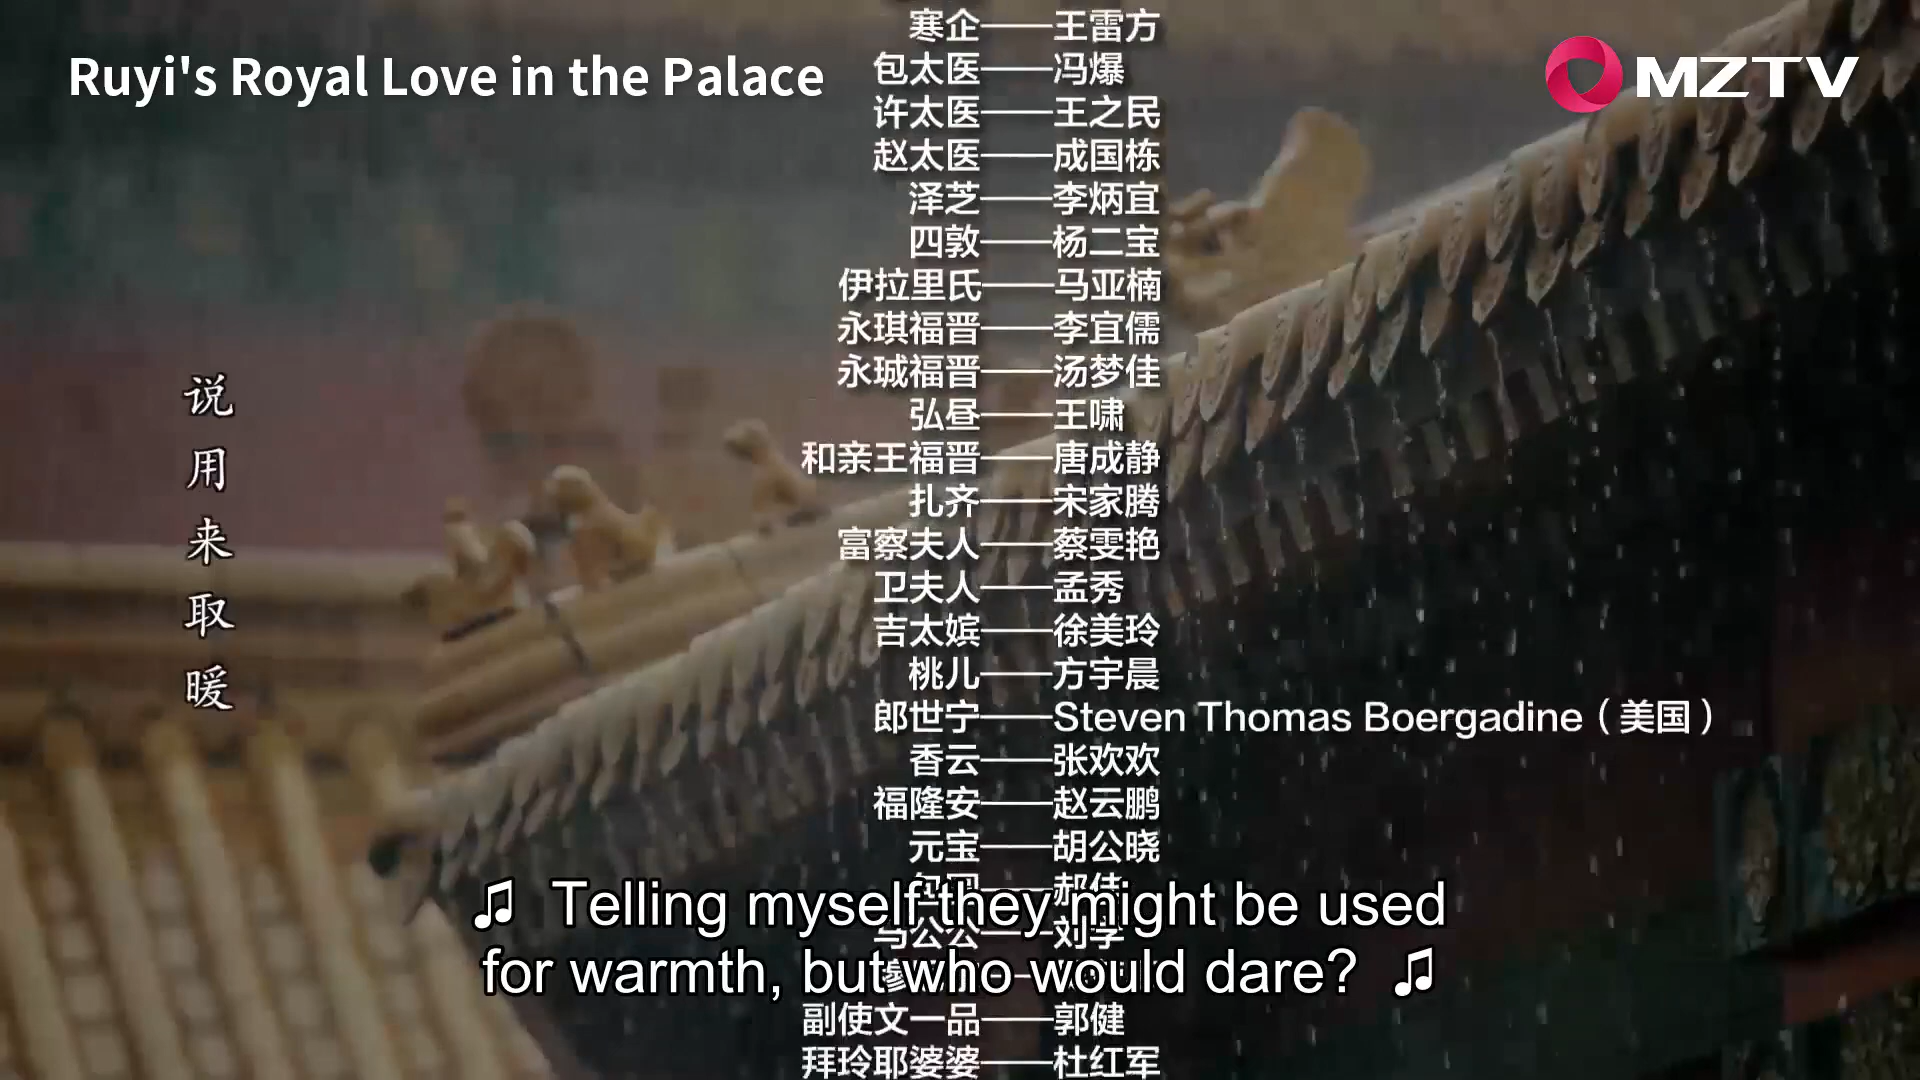 Ruyi's Royal Love in the Palace
MZTV
寒企——王雷方
包太医——冯爆
许太医——王之民
赵太医——成国栋
泽芝——李炳宜
四敦——杨二宝
伊拉里氏——马亚楠
永琪福晋——李宜儒
永珹福晋——汤梦佳
弘昼——王啸
和亲王福晋——唐成静
扎齐——宋家腾
富察夫人——蔡雯艳
卫夫人——孟秀
吉太嫔——徐美玲
桃儿——方宇晨
郎世宁——Steven Thomas Boergadine（美国）
香云——张欢欢
福隆安——赵云鹏
元宝——胡公晓
副使文一品——郭健
拜玲耶婆婆——杜红军
说用来取暖
♫ Telling myself they might be used
for warmth, but who would dare? ♫